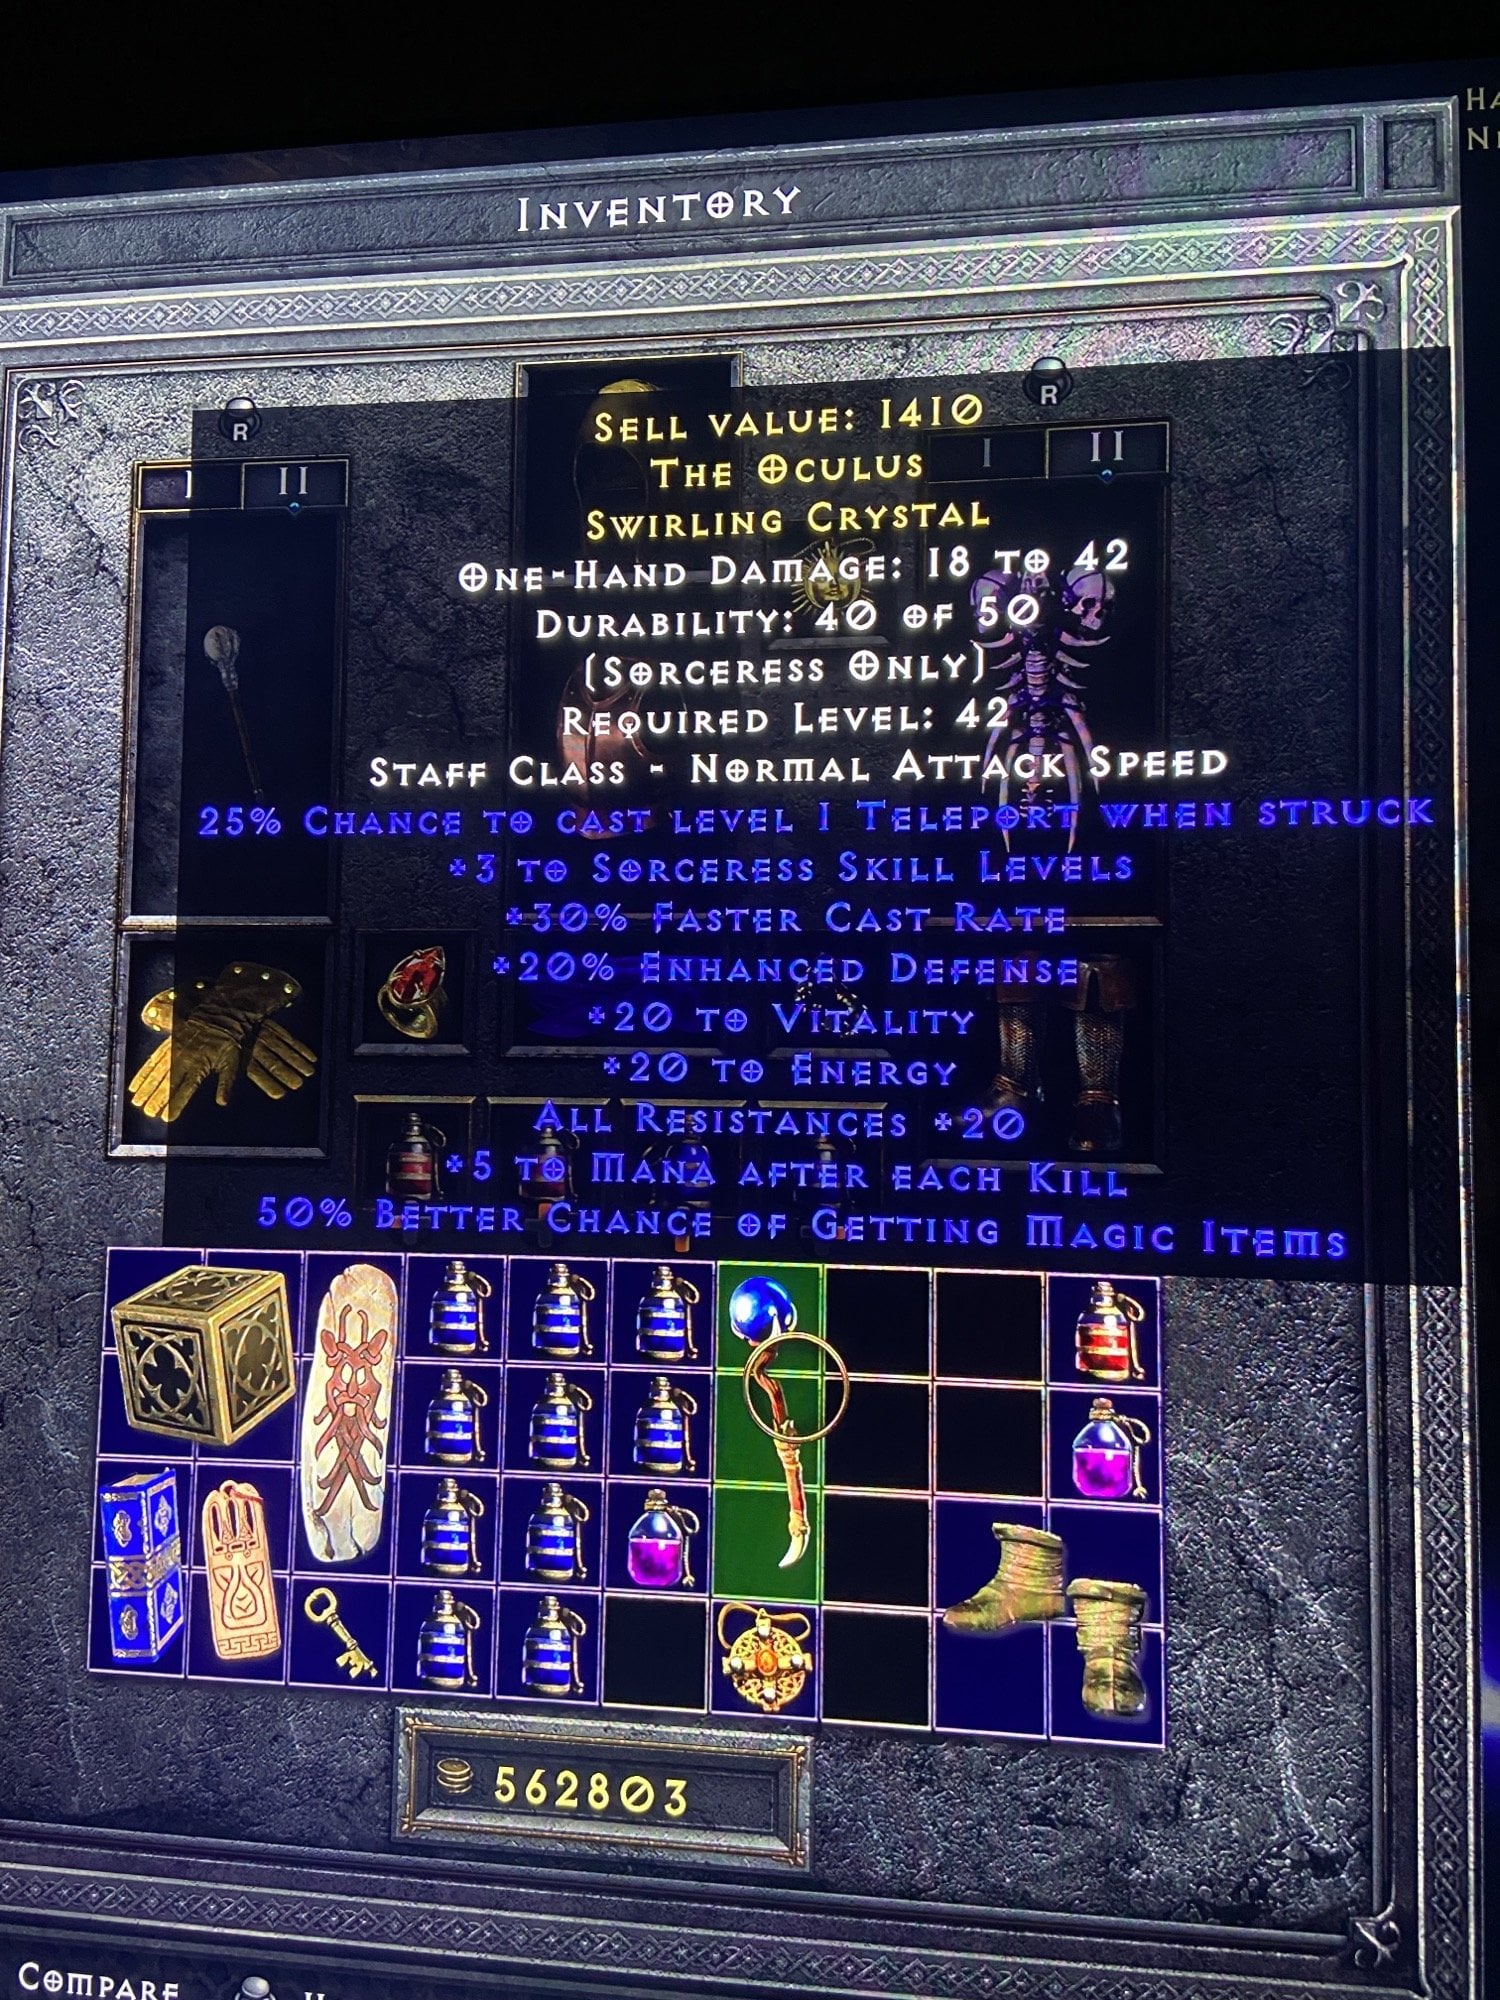 Ha
Inventory
R
R
I
II
I
II
Sell value: 1410
The Oculus
Swirling Crystal
One-Hand Damage: 18 to 42
Durability: 40 of 50
(Sorceress Only)
Required Level: 42
Staff Class - Normal Attack Speed
25% Chance to cast level 1 Teleport when struck
+3 to Sorceress Skill Levels
+30% Faster Cast Rate
+20% Enhanced Defense
+20 to Vitality
+20 to Energy
All Resistances +20
+5 to Mana after each Kill
50% Better Chance of Getting Magic Items
562803
Compare